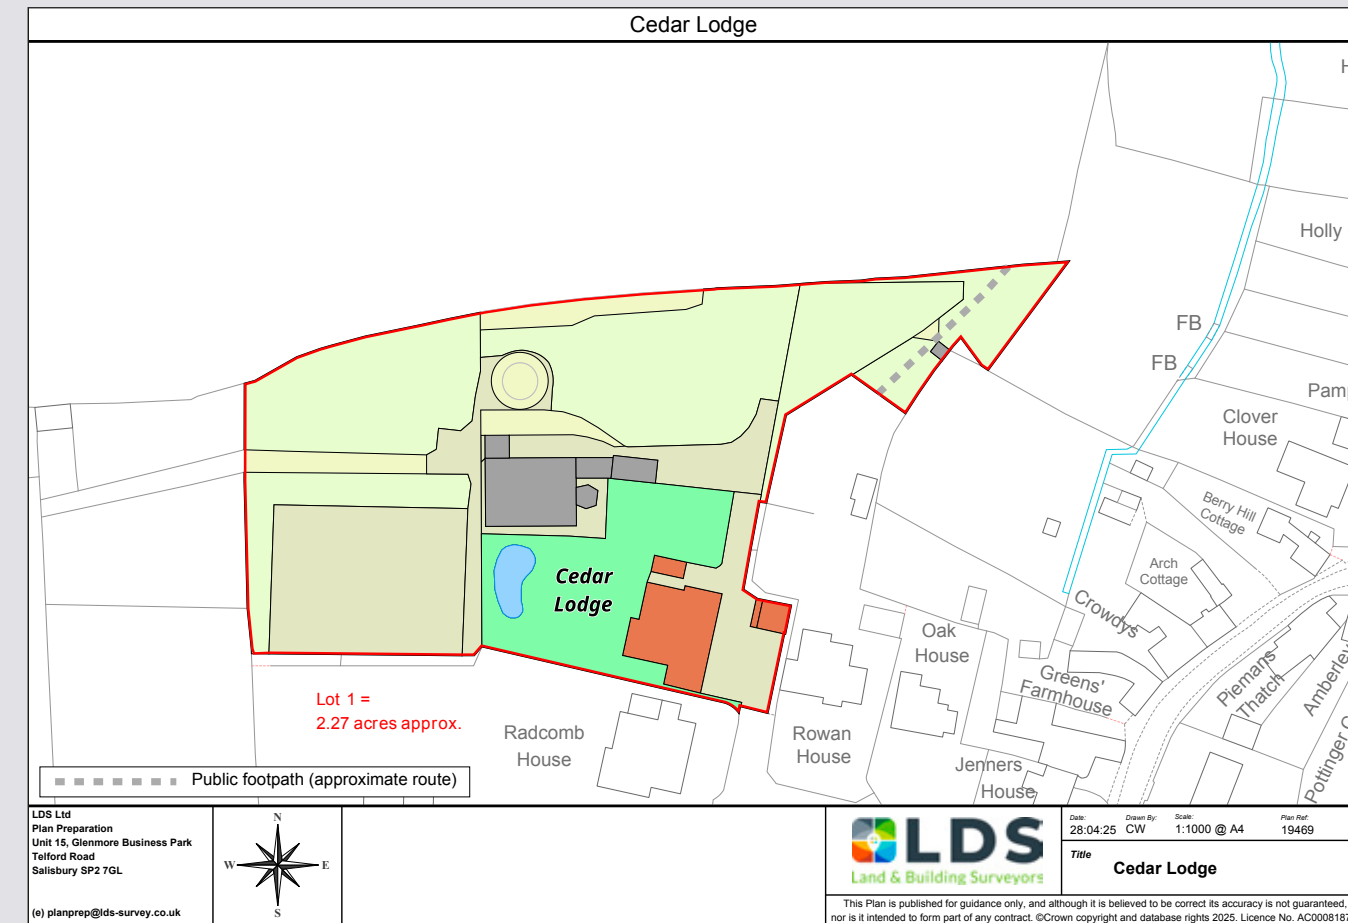 Cedar Lodge
H
Holly
FB
FB
Pam
Clover
House
Berry Hill
Cottage
Arch
Cottage
Crowdys
Cedar
Lodge
Oak
House
Greens'
Farmhouse
Piemans
Thatch
Amberley
Pottinger C
Lot 1 =
2.27 acres approx.
Radcomb
House
Rowan
House
Jenners
House
Public footpath (approximate route)
LDS Ltd
Plan Preparation
Unit 15, Glenmore Business Park
Telford Road
Salisbury SP2 7GL
(e) planprep@lds-survey.co.uk
N
W E
S
LDS
Land & Building Surveyors
Date: Drawn By: Scale: Plan Ref:
28:04:25 CW 1:1000 @ A4 19469
Title
Cedar Lodge
This Plan is published for guidance only, and although it is believed to be correct its accuracy is not guaranteed,
nor is it intended to form part of any contract. ©Crown copyright and database rights 2025. Licence No. AC0008187